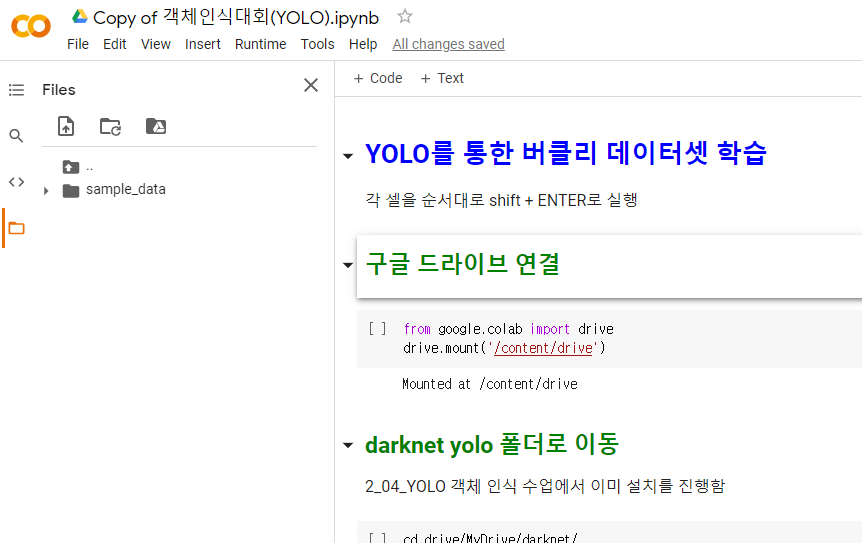 Copy of 객체인식대회(YOLO).ipynb
File Edit View Insert Runtime Tools Help All changes saved
Files
+ Code + Text
..
sample_data
YOLO를 통한 버클리 데이터셋 학습
각 셀을 순서대로 shift + ENTER로 실행
구글 드라이브 연결
[ ] from google.colab import drive
drive.mount('/content/drive')
Mounted at /content/drive
darknet yolo 폴더로 이동
2_04_YOLO 객체 인식 수업에서 이미 설치를 진행함
[ ] cd drive/MyDrive/darknet/